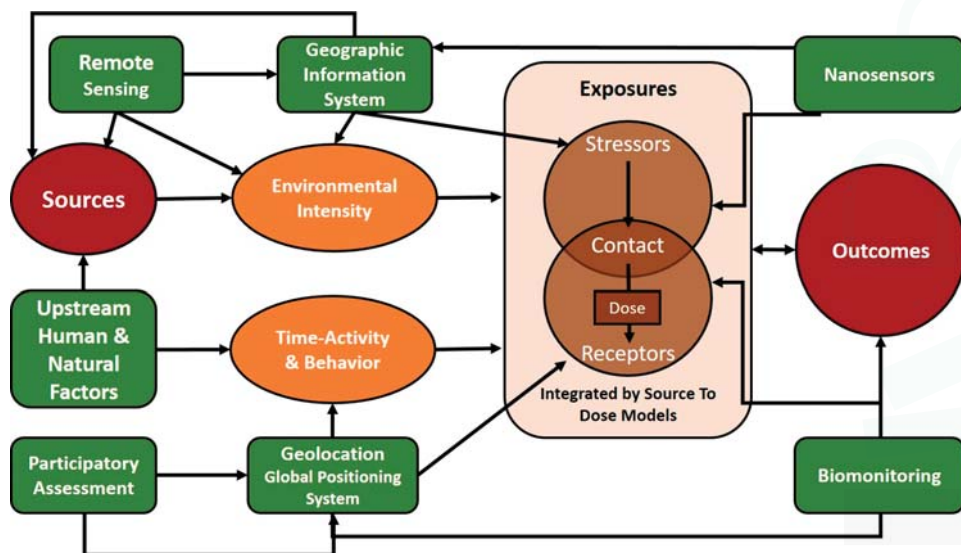 Remote
Sensing
Geographic
Information
System
Nanosensors
Exposures
Stressors
Sources
Environmental
Intensity
Contact
Outcomes
Dose
Upstream
Human &
Natural
Factors
Time-Activity
& Behavior
Receptors
Integrated by Source To
Dose Models
Participatory
Assessment
Geolocation
Global Positioning
System
Biomonitoring